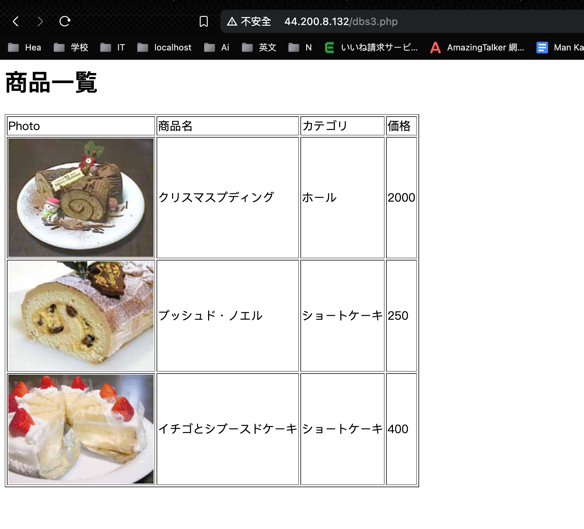 不安全 44.200.8.132/dbs3.php
Hea 学校 IT localhost Ai 英文 N いいね請求サービ... AmazingTalker 網... Man Ka
商品一覧
Photo 商品名 カテゴリ 価格
クリスマスプディング ホール 2000
ブッシュド・ノエル ショートケーキ 250
イチゴとシブースドケーキ ショートケーキ 400